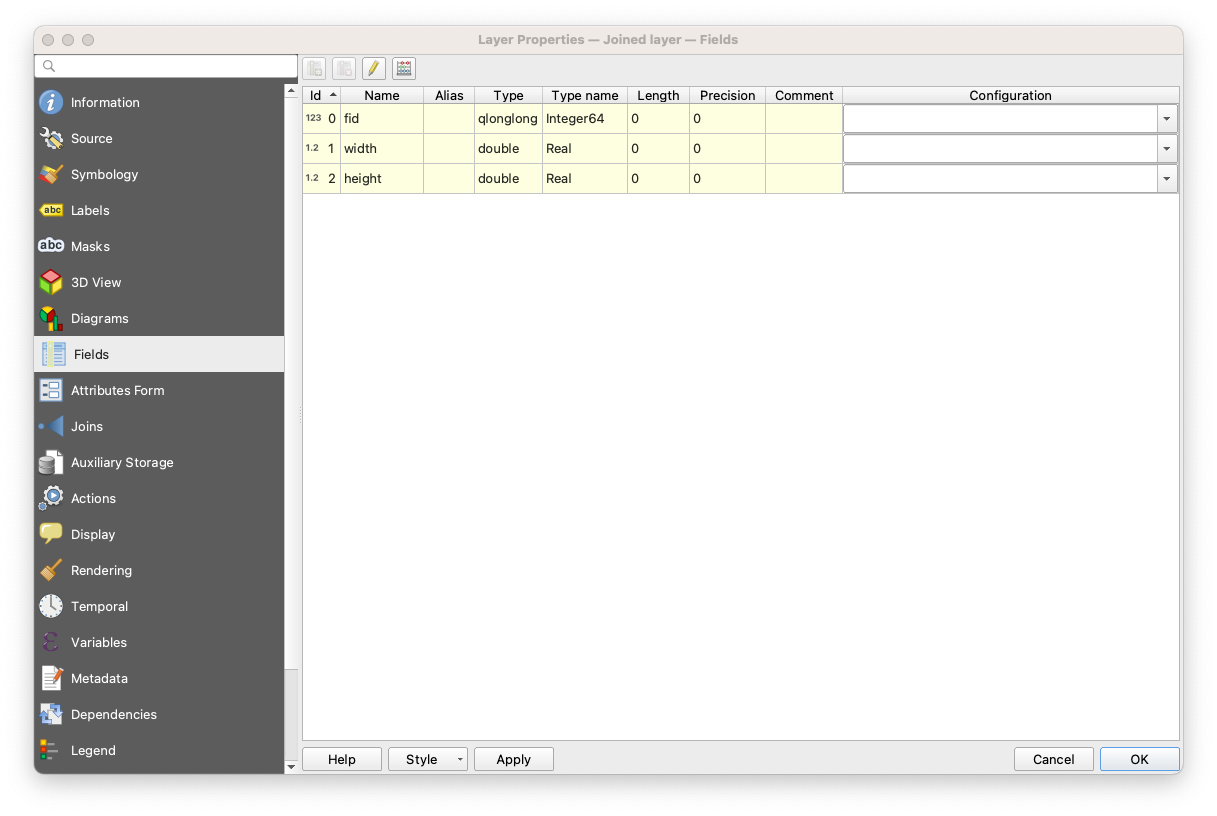 Layer Properties — Joined layer — Fields
Information
Source
Symbology
abc Labels
abc Masks
3D View
Diagrams
Fields
Attributes Form
Joins
Auxiliary Storage
Actions
Display
Rendering
Temporal
Variables
Metadata
Dependencies
Legend
Id Name Alias Type Type name Length Precision Comment Configuration
123 0 fid qlonglong Integer64 0 0
1.2 1 width double Real 0 0
1.2 2 height double Real 0 0
Help Style Apply Cancel OK